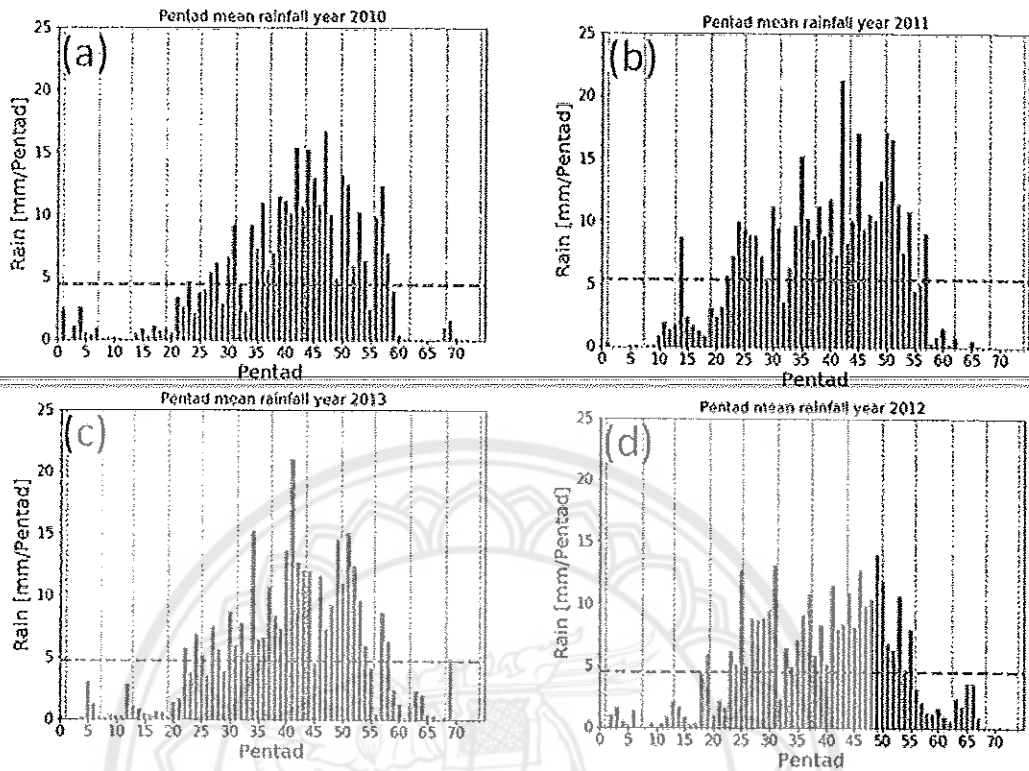 Pentad mean rainfall year 2010
(a)
Rain [mm/Pentad]
25
20
15
10
5
0
0 5 10 15 20 25 30 35 40 45 50 55 60 65 70
Pentad
Pentad mean rainfall year 2011
(b)
Rain [mm/Pentad]
25
20
15
10
5
0
0 5 10 15 20 25 30 35 40 45 50 55 60 65 70
Pentad
Pentad mean rainfall year 2013
(c)
Rain [mm/Pentad]
25
20
15
10
5
0
0 5 10 15 20 25 30 35 40 45 50 55 60 65 70
Pentad
Pentad mean rainfall year 2012
(d)
Rain [mm/Pentad]
25
20
15
10
5
0
0 5 10 15 20 25 30 35 40 45 50 55 60 65 70
Pentad